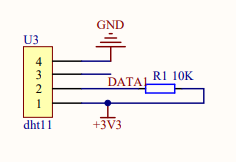 GND
U3
4
3
2
1
DATA1
R1 10K
dht11
+3V3